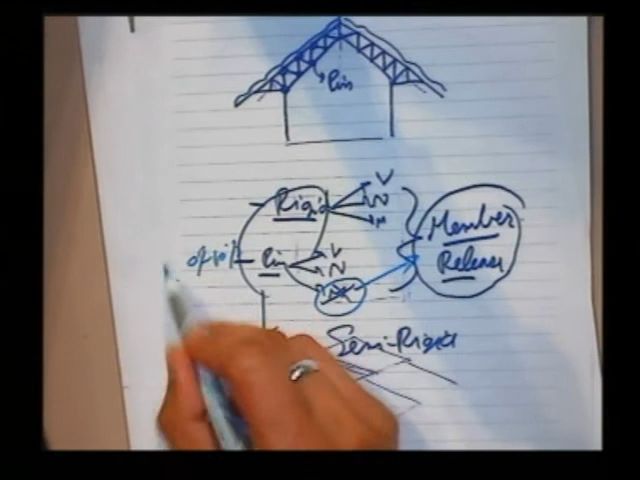 Pin
Rigid
V
N
M
Pin
V
N
M
Member
Release
Semi-Rigid